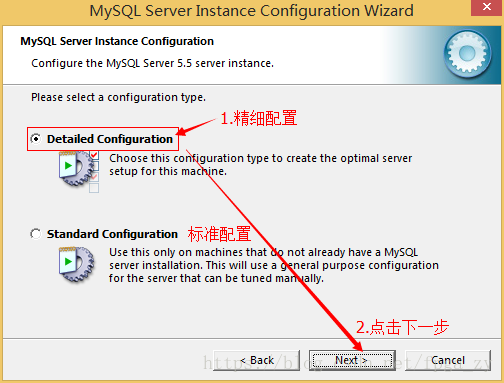 MySQL Server Instance Configuration Wizard
MySQL Server Instance Configuration
Configure the MySQL Server 5.5 server instance.
Please select a configuration type.
1.精细配置
Detailed Configuration
Choose this configuration type to create the optimal server
setup for this machine.
Standard Configuration 标准配置
Use this only on machines that do not already have a MySQL
server installation. This will use a general purpose configuration
for the server that can be tuned manually.
2.点击下一步
< Back Next > Cancel